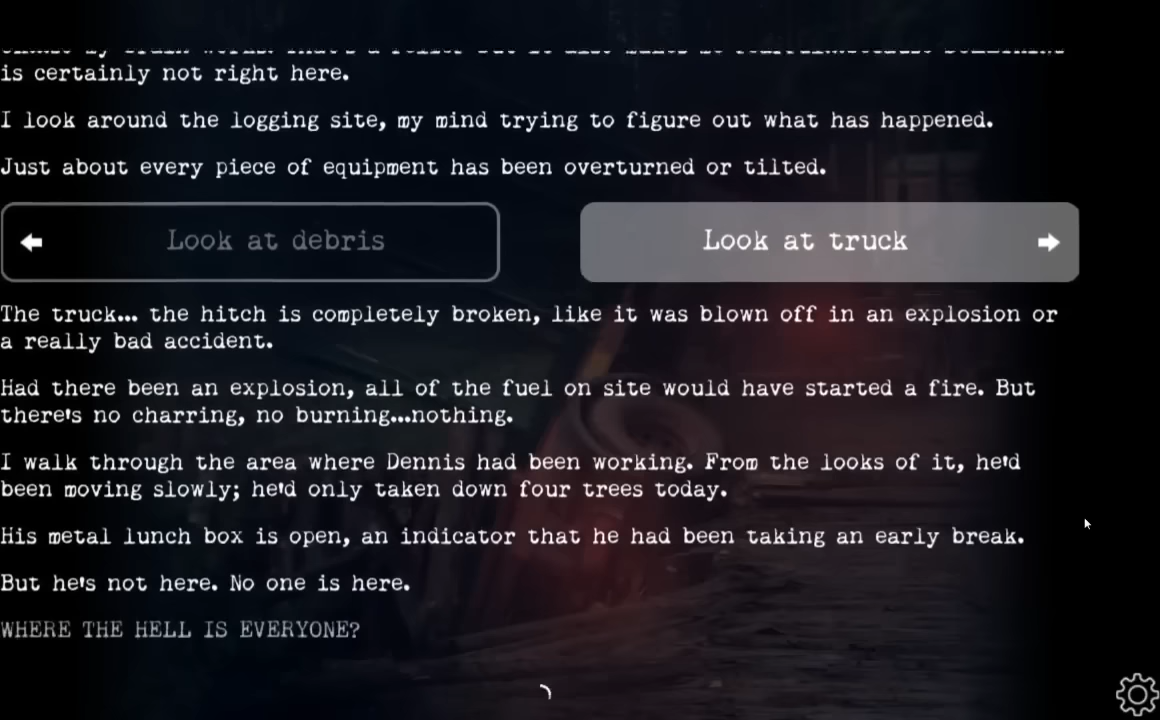 is certainly not right here.
I look around the logging site, my mind trying to figure out what has happened.
Just about every piece of equipment has been overturned or tilted.
Look at debris
Look at truck
The truck... the hitch is completely broken, like it was blown off in an explosion or
a really bad accident.
Had there been an explosion, all of the fuel on site would have started a fire. But
there's no charring, no burning...nothing.
I walk through the area where Dennis had been working. From the looks of it, he'd
been moving slowly; he'd only taken down four trees today.
His metal lunch box is open, an indicator that he had been taking an early break.
But he's not here. No one is here.
WHERE THE HELL IS EVERYONE?